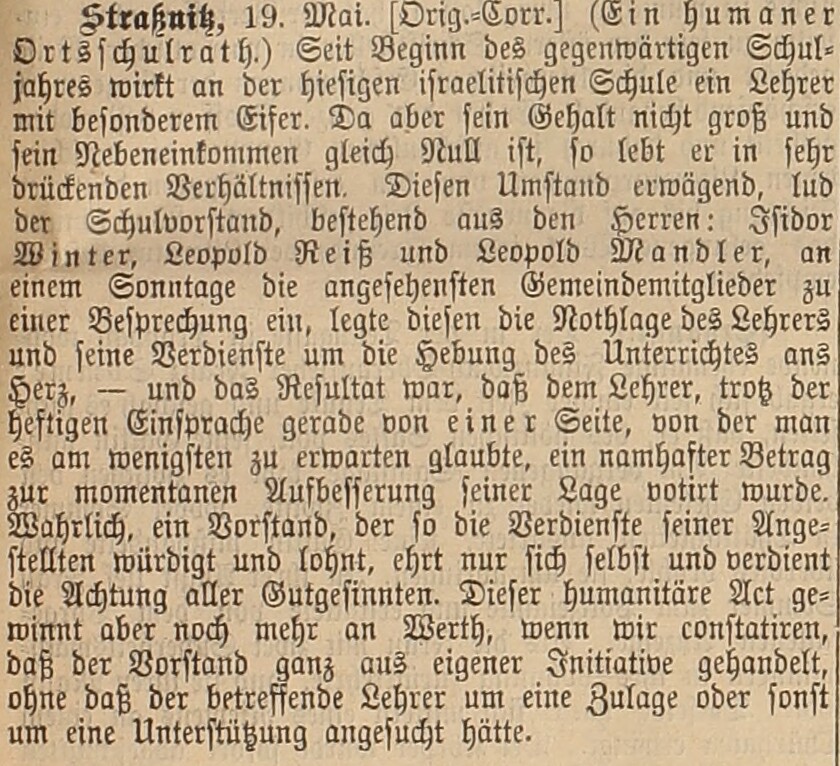 Straßnitz, 19. Mai. [Orig.=Corr.] (Ein humaner
Ortsschulrath.) Seit Beginn des gegenwärtigen Schul=
jahres wirkt an der hiesigen israelitischen Schule ein Lehrer
mit besonderem Eifer. Da aber sein Gehalt nicht groß und
sein Nebeneinkommen gleich Null ist, so lebt er in sehr
drückenden Verhältnissen. Diesen Umstand erwägend, lud
der Schulvorstand, bestehend aus den Herren: Isidor
Winter, Leopold Reiß und Leopold Mandler, an
einem Sonntage die angesehensten Gemeindemitglieder zu
einer Besprechung ein, legte diesen die Nothlage des Lehrers
und seine Verdienste um die Hebung des Unterrichtes ans
Herz, — und das Resultat war, daß dem Lehrer, trotz der
heftigen Einsprache gerade von einer Seite, von der man
es am wenigsten zu erwarten glaubte, ein namhafter Betrag
zur momentanen Aufbesserung seiner Lage votirt wurde.
Wahrlich, ein Vorstand, der so die Verdienste seiner Ange=
stellten würdigt und lohnt, ehrt nur sich selbst und verdient
die Achtung aller Gutgesinnten. Dieser humanitäre Act ge=
winnt aber noch mehr an Werth, wenn wir constatiren,
daß der Vorstand ganz aus eigener Initiative gehandelt,
ohne daß der betreffende Lehrer um eine Zulage oder sonst
um eine Unterstützung angesucht hätte.